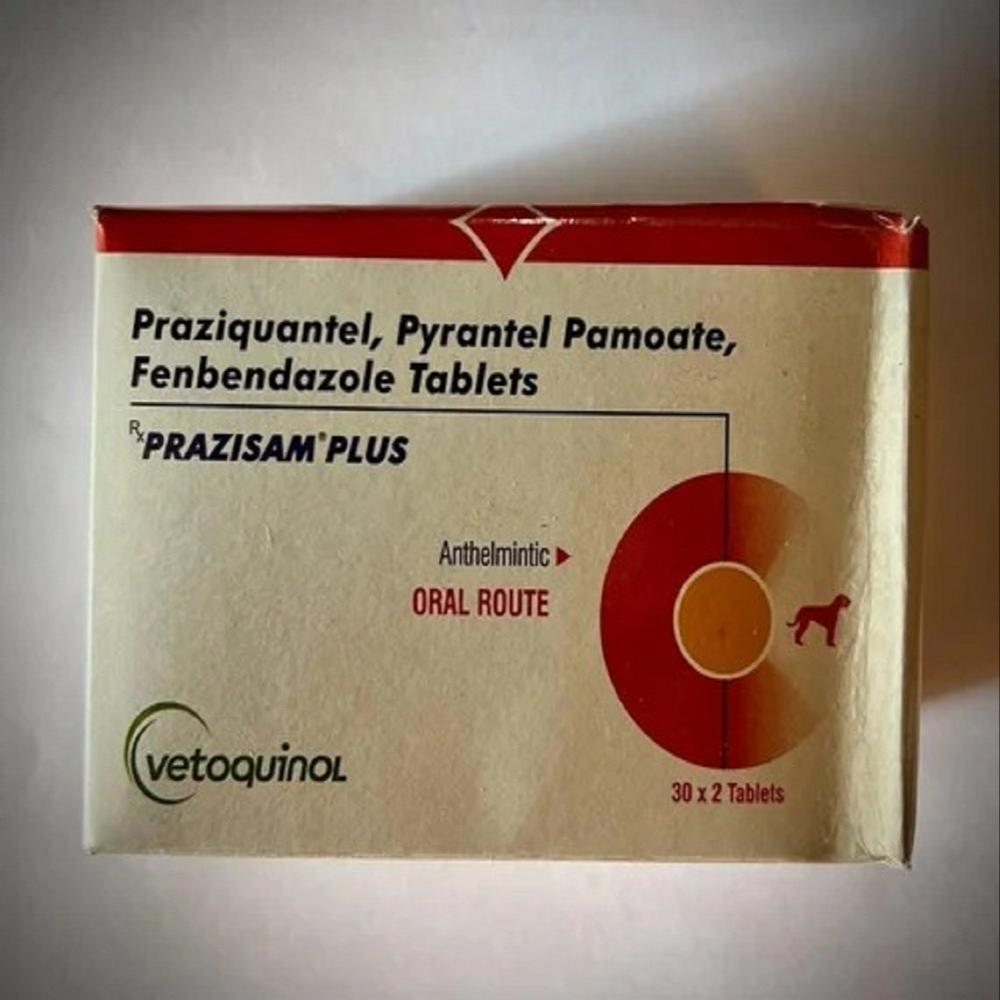 Praziquantel, Pyrantel Pamoate,
Fenbendazole Tablets
Rx PRAZISAM® PLUS
Anthelmintic
ORAL ROUTE
vetoquinol
30 x 2 Tablets